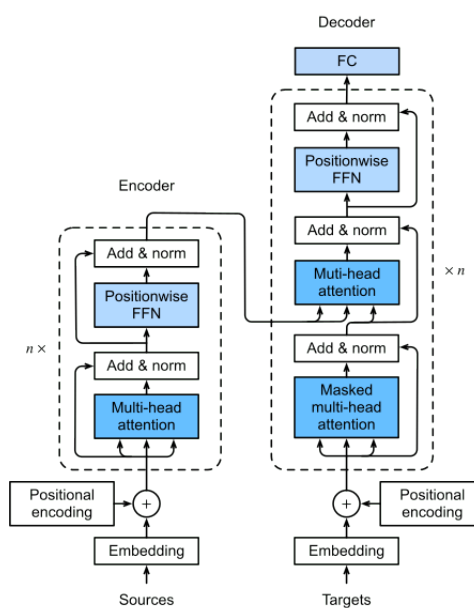 Decoder
FC
Add & norm
Positionwise
FFN
Add & norm
Muti-head
attention
× n
Add & norm
Masked
multi-head
attention
Positional
encoding
Embedding
Targets
Encoder
Add & norm
Positionwise
FFN
n ×
Add & norm
Multi-head
attention
Positional
encoding
Embedding
Sources